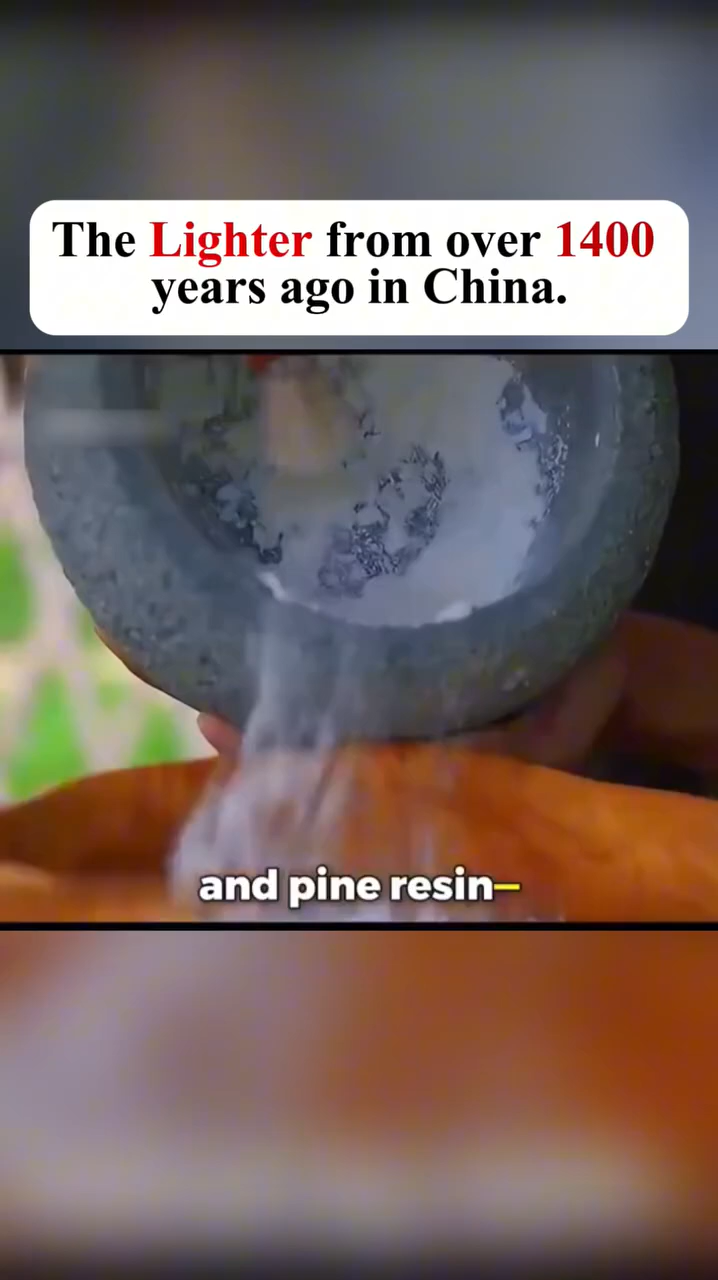 The Lighter from over 1400
years ago in China.
and pine resin—